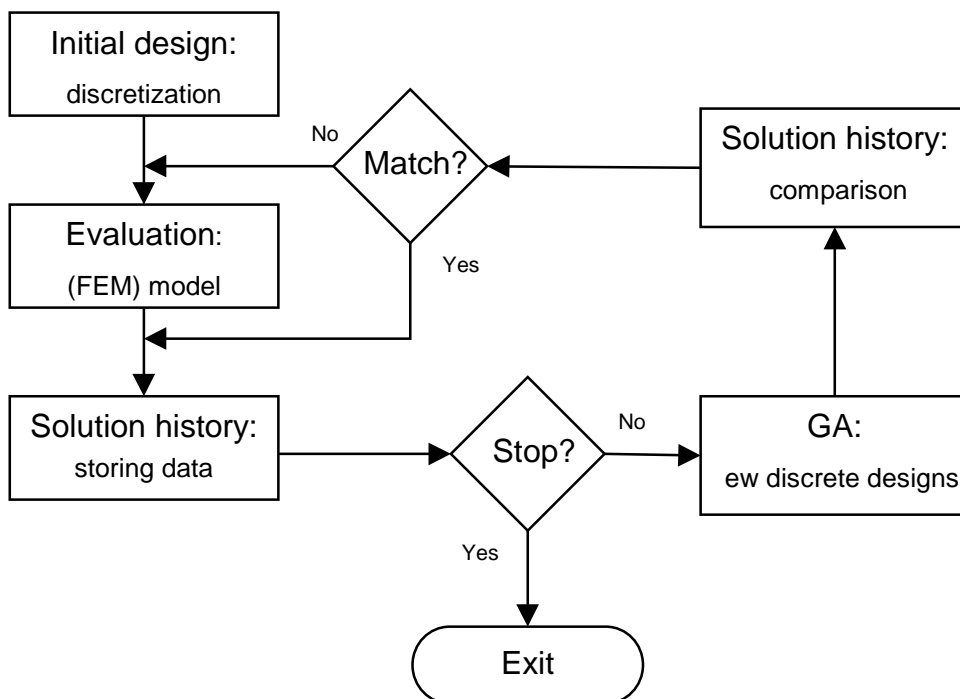 Initial design:
discretization
No
Match?
Solution history:
comparison
Evaluation:
(FEM) model
Yes
Solution history:
storing data
Stop?
No
GA:
ew discrete designs
Yes
Exit